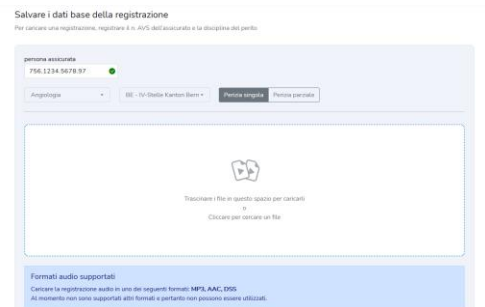 Salvare i dati base della registrazione
Per caricare una registrazione, registrare il n. AVS dell'assicurato e la disciplina del perito.
persona assicurata
756.1234.5678.97
Angiologia BE - IV-Stelle Kanton Bern Perizia singola Perizia parziale
Trascinare i file in questo spazio per caricarli
o
Cliccare per cercare un file
Formati audio supportati
Caricare la registrazione audio in uno dei seguenti formati: MP3, AAC, DSS
Al momento non sono supportati altri formati e pertanto non possono essere utilizzati.